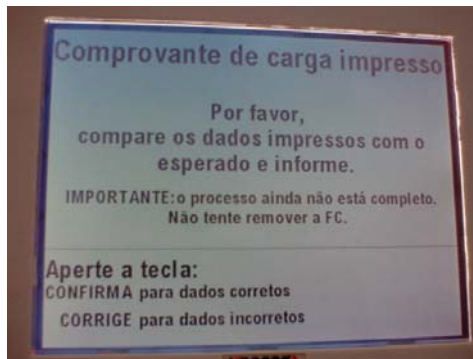 Comprovante de carga impresso
Por favor,
compare os dados impressos com o
esperado e informe.
IMPORTANTE:o processo ainda não está completo.
Não tente remover a FC.
Aperte a tecla:
CONFIRMA para dados corretos
CORRIGE para dados incorretos